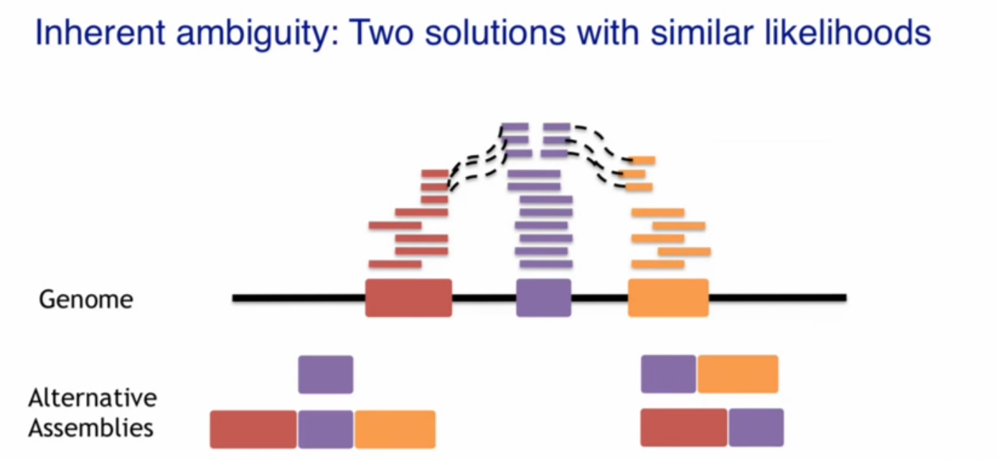 Inherent ambiguity: Two solutions with similar likelihoods
Genome
Alternative
Assemblies